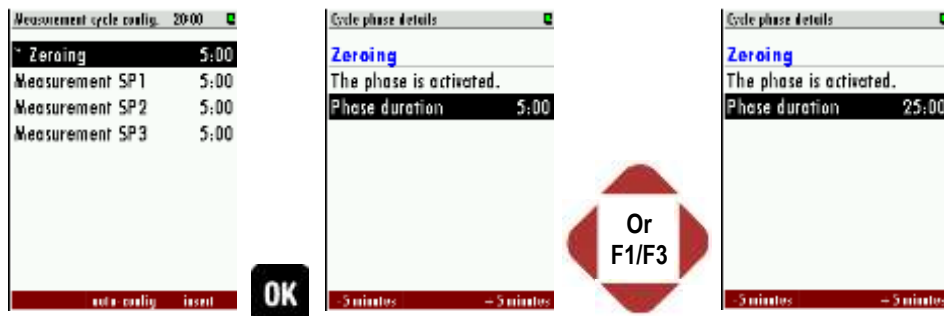 Measurement cycle config. 20:00
* Zeroing 5:00
Measurement SP1 5:00
Measurement SP2 5:00
Measurement SP3 5:00
auto-config insert
OK
Cycle phase details
Zeroing
The phase is activated.
Phase duration 5:00
-5 minutes +5 minutes
Or
F1/F3
Cycle phase details
Zeroing
The phase is activated.
Phase duration 25:00
-5 minutes +5 minutes